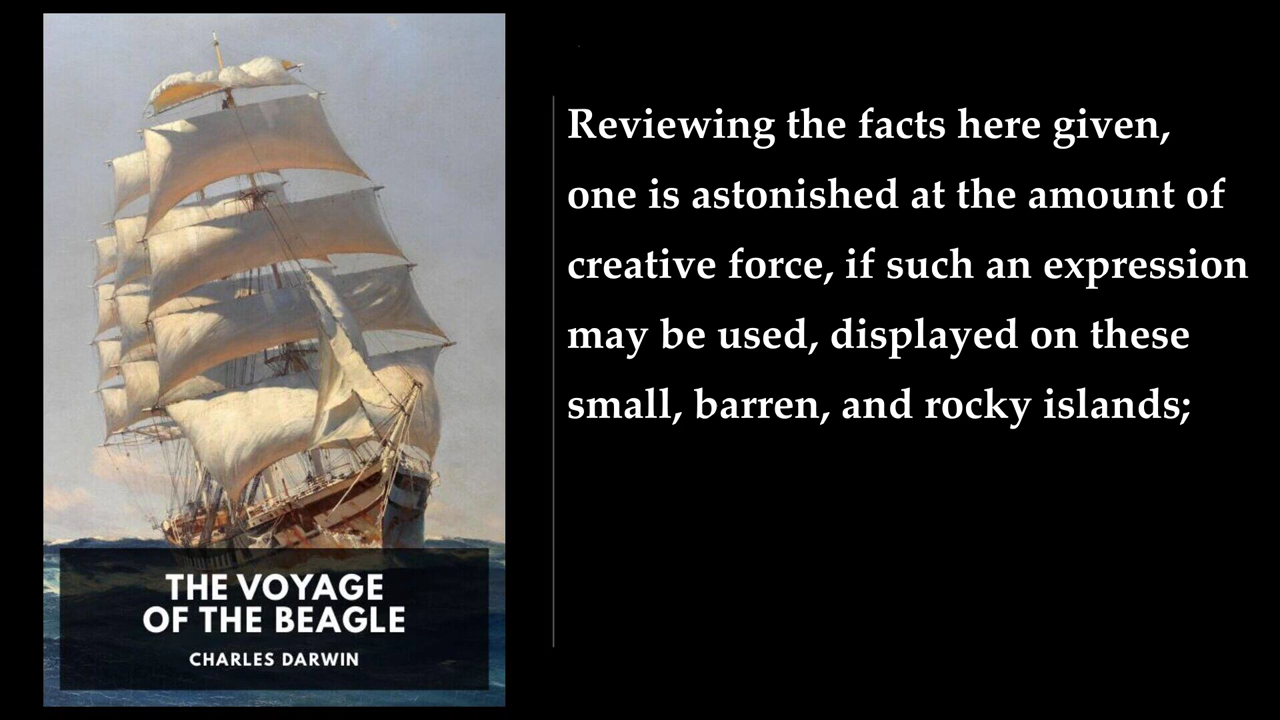 THE VOYAGE
OF THE BEAGLE
CHARLES DARWIN
Reviewing the facts here given,
one is astonished at the amount of
creative force, if such an expression
may be used, displayed on these
small, barren, and rocky islands;